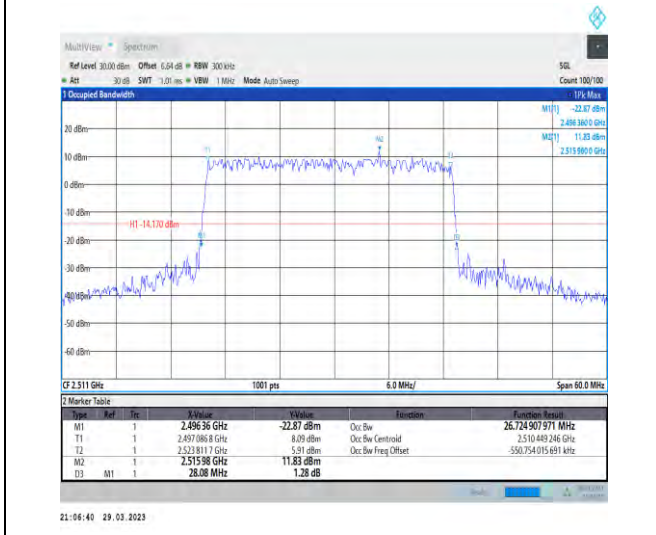 MultiView Spectrum
Ref Level 30.00 dBm Offset 6.64 dB RBW 300 kHz SGL
Att 30 dB SWT 1.01 ms VBW 1 MHz Mode Auto Sweep Count 100/100
1 Occupied Bandwidth 1Pk Max
M1[1] -22.87 dBm
2.496 360 0 GHz
M2[1] 11.83 dBm
2.515 980 0 GHz
20 dBm
10 dBm
0 dBm
-10 dBm
H1 -14.170 dBm
-20 dBm
-30 dBm
-40 dBm
-50 dBm
-60 dBm
T1
M2
T2
CF 2.511 GHz 1001 pts 6.0 MHz/ Span 60.0 MHz
2 Marker Table
Type Ref Trc X-Value Y-Value Function Function Result
M1 1 2.496 36 GHz -22.87 dBm Occ Bw 26.724 907 971 MHz
T1 1 2.497 086 8 GHz 8.09 dBm Occ Bw Centroid 2.510 449 246 GHz
T2 1 2.523 811 7 GHz 5.91 dBm Occ Bw Freq Offset -550.754 015 691 kHz
M2 1 2.515 98 GHz 11.83 dBm
D3 M1 1 28.08 MHz 1.28 dB
21:06:40 29.03.2023